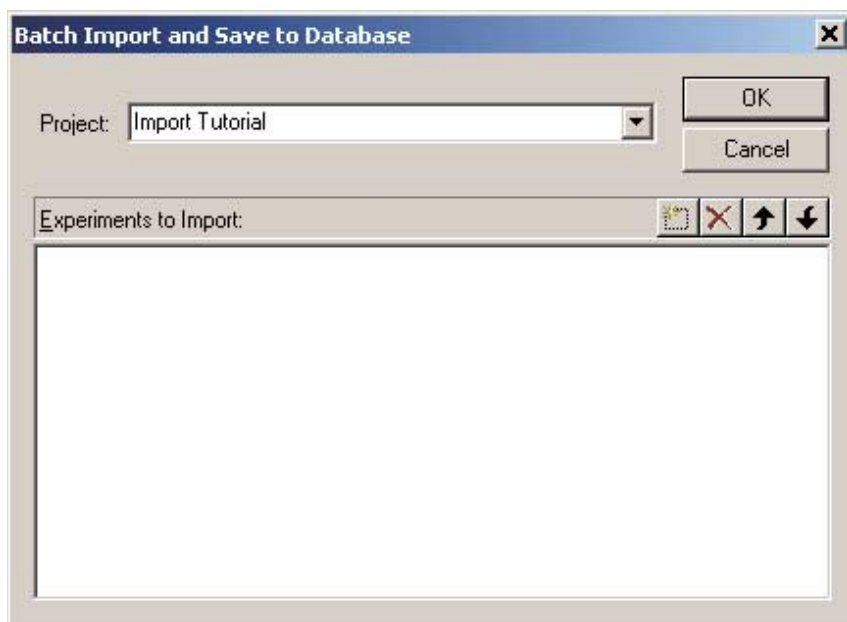 Batch Import and Save to Database
Project: Import Tutorial
OK
Cancel
Experiments to Import: